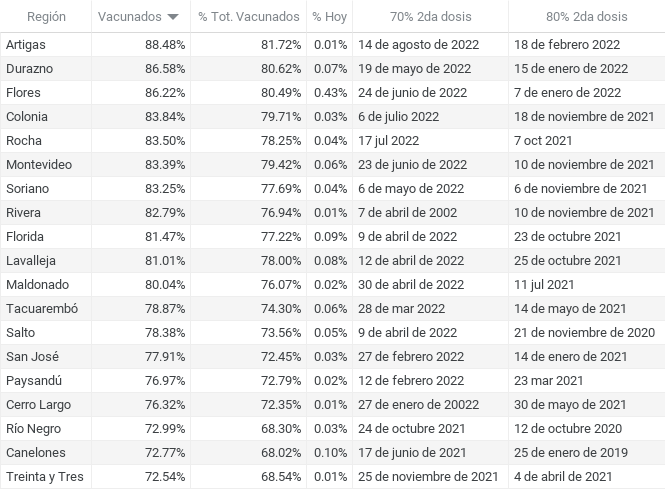 Región Vacunados % Tot. Vacunados % Hoy 70% 2da dosis 80% 2da dosis
Artigas 88.48% 81.72% 0.01% 14 de agosto de 2022 18 de febrero 2022
Durazno 86.58% 80.62% 0.07% 19 de mayo de 2022 15 de enero de 2022
Flores 86.22% 80.49% 0.43% 24 de junio de 2022 7 de enero de 2022
Colonia 83.84% 79.71% 0.03% 6 de julio 2022 18 de noviembre de 2021
Rocha 83.50% 78.25% 0.04% 17 jul 2022 7 oct 2021
Montevideo 83.39% 79.42% 0.06% 23 de junio de 2022 10 de noviembre de 2021
Soriano 83.25% 77.69% 0.04% 6 de mayo de 2022 6 de noviembre de 2021
Rivera 82.79% 76.94% 0.01% 7 de abril de 2002 10 de noviembre de 2021
Florida 81.47% 77.22% 0.09% 9 de abril de 2022 23 de octubre 2021
Lavalleja 81.01% 78.00% 0.08% 12 de abril de 2022 25 de octubre 2021
Maldonado 80.04% 76.07% 0.02% 30 de abril de 2022 11 jul 2021
Tacuarembó 78.87% 74.30% 0.06% 28 de mar 2022 14 de mayo de 2021
Salto 78.38% 73.56% 0.05% 9 de abril de 2022 21 de noviembre de 2020
San José 77.91% 72.45% 0.03% 27 de febrero 2022 14 de enero de 2021
Paysandú 76.97% 72.79% 0.02% 12 de febrero de 2022 23 mar 2021
Cerro Largo 76.32% 72.35% 0.01% 27 de enero de 20022 30 de mayo de 2021
Río Negro 72.99% 68.30% 0.03% 24 de octubre 2021 12 de octubre 2020
Canelones 72.77% 68.02% 0.10% 17 de junio de 2021 25 de enero de 2019
Treinta y Tres 72.54% 68.54% 0.01% 25 de noviembre de 2021 4 de abril de 2021